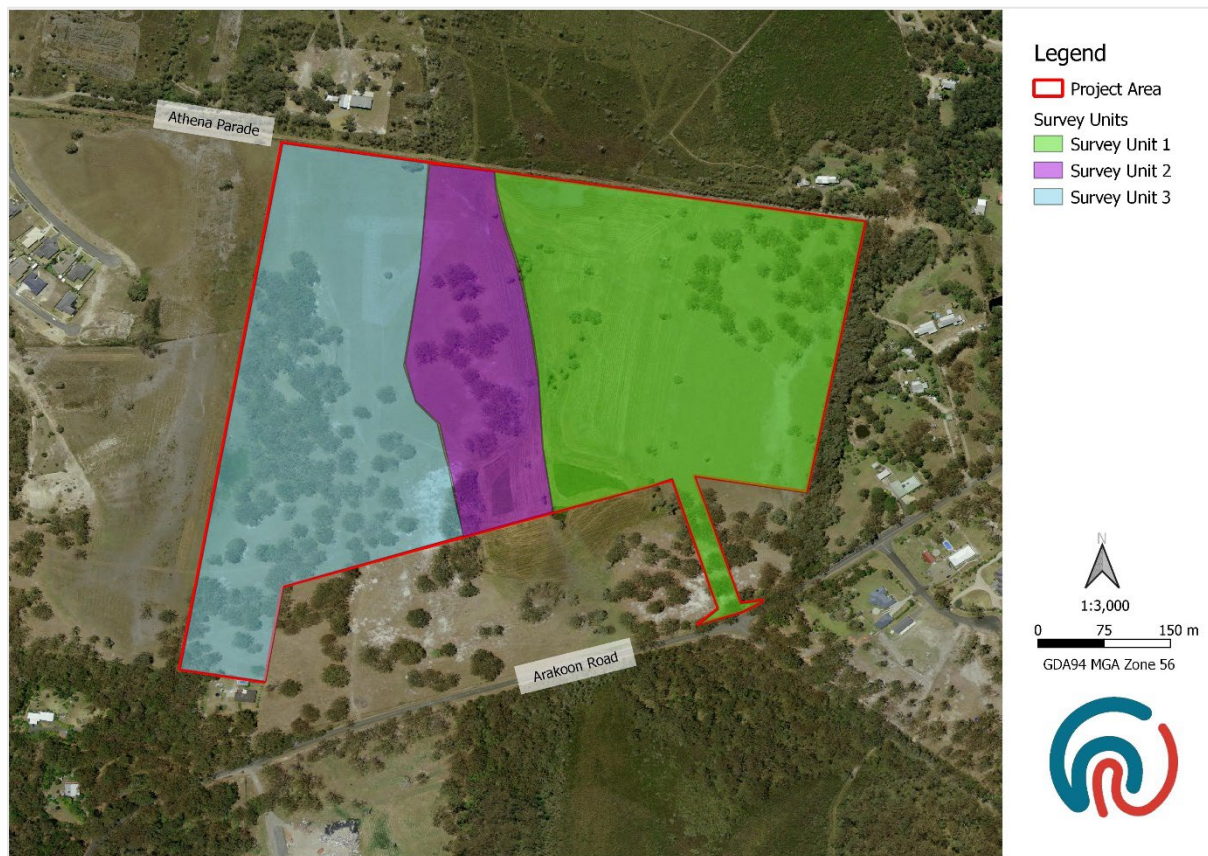 Athena Parade
Arakoon Road
Legend
Project Area
Survey Units
Survey Unit 1
Survey Unit 2
Survey Unit 3
N
1:3,000
0 75 150 m
GDA94 MGA Zone 56